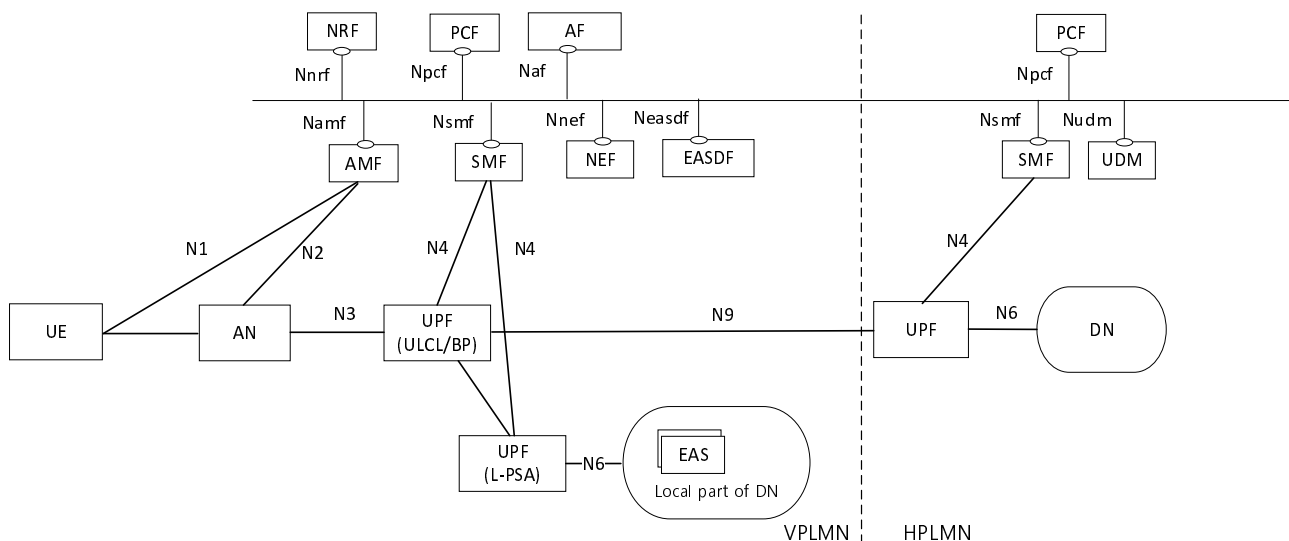 NRF
PCF
AF
PCF
Nnrf
Npcf
Naf
Npcf
Namf
Nsmf
Nnef
Neasdf
Nsmf
Nudm
AMF
SMF
NEF
EASDF
SMF
UDM
N1
N2
N4
N4
N4
UE
AN
N3
UPF
(ULCL/BP)
N9
UPF
N6
DN
UPF
(L-PSA)
N6
EAS
Local part of DN
VPLMN
HPLMN